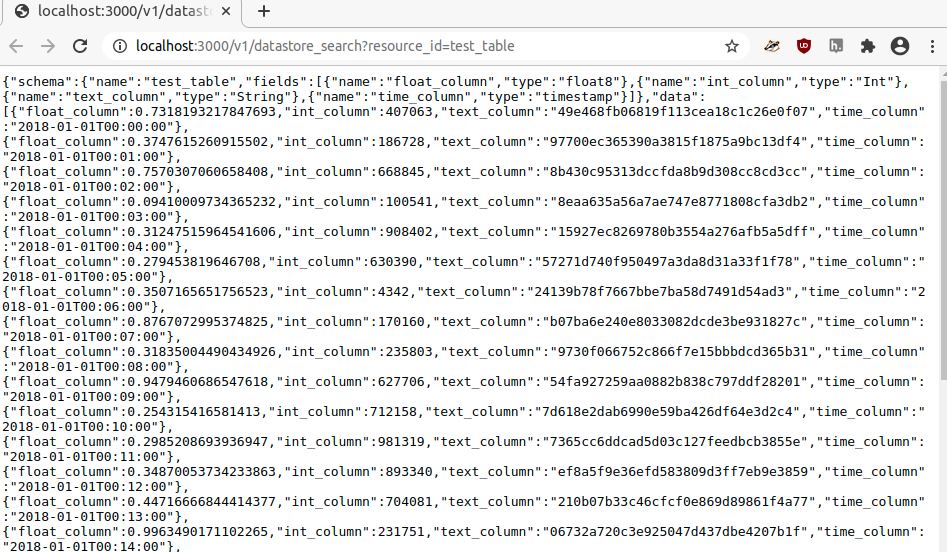 localhost:3000/v1/datasto
localhost:3000/v1/datastore_search?resource_id=test_table
{"schema":{"name":"test_table","fields":[{"name":"float_column","type":"float8"},{"name":"int_column","type":"Int"},
{"name":"text_column","type":"String"},{"name":"time_column","type":"timestamp"}]},"data":
[{"float_column":0.7318193217847693,"int_column":407063,"text_column":"49e468fb06819f113cea18c1c26e0f07","time_column":
"2018-01-01T00:00:00"},
{"float_column":0.3747615260915502,"int_column":186728,"text_column":"97700ec365390a3815f1875a9bc13df4","time_column":
"2018-01-01T00:01:00"},
{"float_column":0.7570307060658408,"int_column":668845,"text_column":"8b430c95313dccfda8b9d308cc8cd3cc","time_column":
"2018-01-01T00:02:00"},
{"float_column":0.09410009734365232,"int_column":100541,"text_column":"8eaa635a56a7ae747e8771808cfa3db2","time_column"
:"2018-01-01T00:03:00"},
{"float_column":0.31247515964541606,"int_column":908402,"text_column":"15927ec8269780b3554a276afb5a5dff","time_column"
:"2018-01-01T00:04:00"},
{"float_column":0.279453819646708,"int_column":630390,"text_column":"57271d740f950497a3da8d31a33f1f78","time_column":"
2018-01-01T00:05:00"},
{"float_column":0.3507165651756523,"int_column":4342,"text_column":"24139b78f7667bbe7ba58d7491d54ad3","time_column":"2
018-01-01T00:06:00"},
{"float_column":0.8767072995374825,"int_column":170160,"text_column":"b07ba6e240e8033082dcde3be931827c","time_column":
"2018-01-01T00:07:00"},
{"float_column":0.31835004490434926,"int_column":235803,"text_column":"9730f066752c866f7e15bbbdcd365b31","time_column"
:"2018-01-01T00:08:00"},
{"float_column":0.9479460686547618,"int_column":627706,"text_column":"54fa927259aa0882b838c797ddf28201","time_column":
"2018-01-01T00:09:00"},
{"float_column":0.254315416581413,"int_column":712158,"text_column":"7d618e2dab6990e59ba426df64e3d2c4","time_column":"
2018-01-01T00:10:00"},
{"float_column":0.2985208693936947,"int_column":981319,"text_column":"7365cc6ddcad5d03c127feedbcb3855e","time_column":
"2018-01-01T00:11:00"},
{"float_column":0.34870053734233863,"int_column":893340,"text_column":"ef8a5f9e36efd583809d3ff7eb9e3859","time_column"
:"2018-01-01T00:12:00"},
{"float_column":0.44716666844414377,"int_column":704081,"text_column":"210b07b33c46cfcf0e869d89861f4a77","time_column"
:"2018-01-01T00:13:00"},
{"float_column":0.9963490171102265,"int_column":231751,"text_column":"06732a720c3e925047d437dbe4207b1f","time_column":
"2018-01-01T00:14:00"},